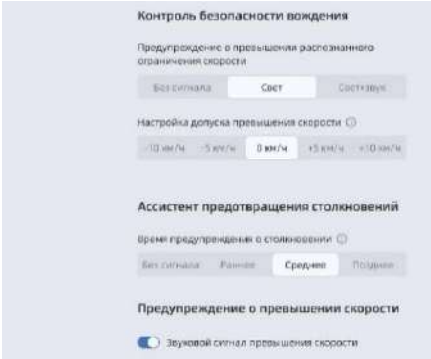 Контроль безопасности вождения
Предупреждение о превышении распознанного
ограничения скорости
Без сигнала Свет Свет+звук
Настройка допуска превышения скорости
-10 км/ч -5 км/ч 0 км/ч +5 км/ч +10 км/ч
Ассистент предотвращения столкновений
Время предупреждения о столкновении
Без сигнала Раннее Среднее Позднее
Предупреждение о превышении скорости
Звуковой сигнал превышения скорости